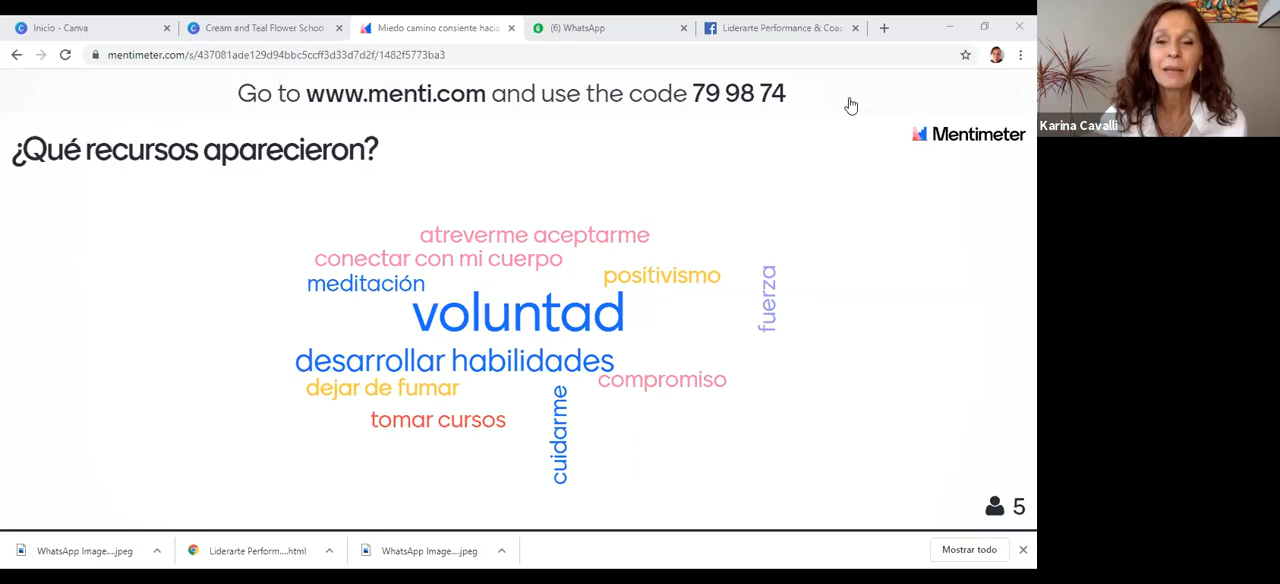 Inicio - Canva
Cream and Teal Flower Schoo
Miedo camino consiente hacia
(6) WhatsApp
Liderarte Performance & Coac
mentimeter.com/s/437081ade129d94bbc5ccff3d33d7d2f/1482f5773ba3
Go to www.menti.com and use the code 79 98 74
Mentimeter
Karina Cavalli
¿Qué recursos aparecieron?
atreverme aceptarme
conectar con mi cuerpo
meditación
positivismo
fuerza
voluntad
desarrollar habilidades
compromiso
dejar de fumar
cuidarme
tomar cursos
5
WhatsApp Image....jpeg
Liderarte Perform....html
WhatsApp Image....jpeg
Mostrar todo